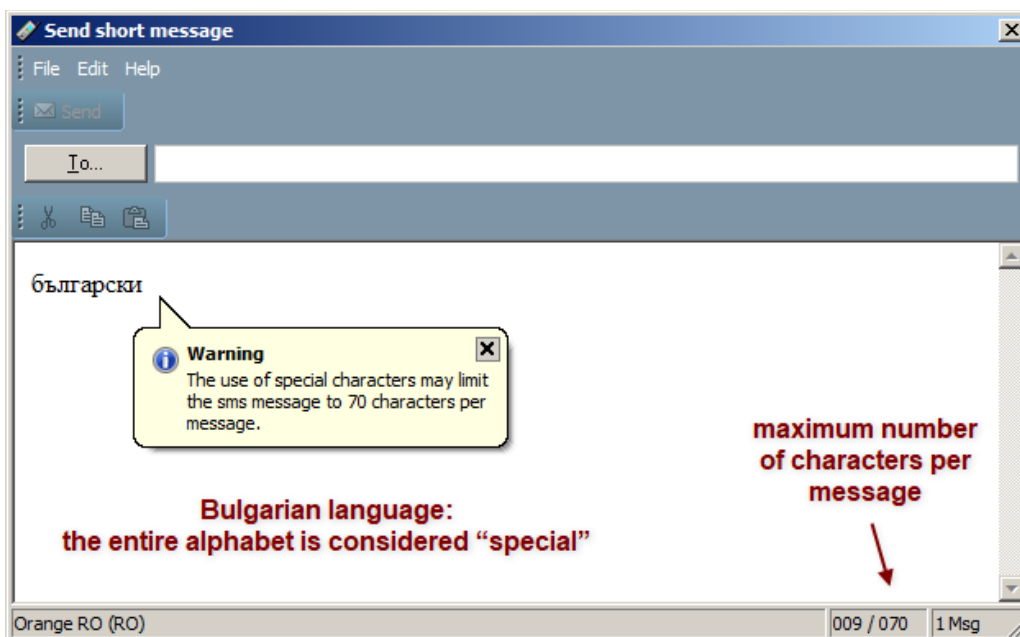 Send short message
File Edit Help
Send
To...
български
Warning
The use of special characters may limit
the sms message to 70 characters per
message.
maximum number
of characters per
message
Bulgarian language:
the entire alphabet is considered “special”
Orange RO (RO) 009 / 070 1 Msg